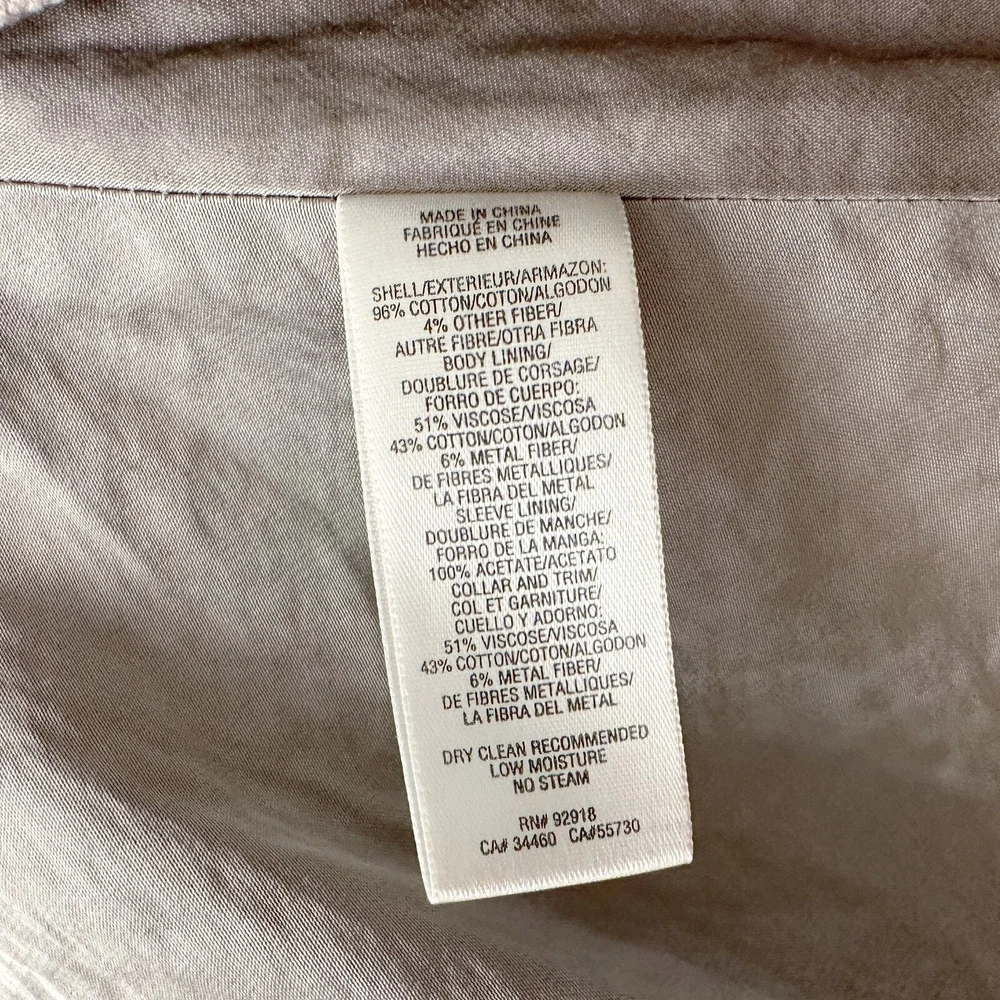 MADE IN CHINA
FABRIQUÉ EN CHINE
HECHO EN CHINA
SHELL/EXTERIEUR/ARMAZON:
96% COTTON/COTON/ALGODON
4% OTHER FIBER/
AUTRE FIBRE/OTRA FIBRA
BODY LINING/
DOUBLURE DE CORSAGE/
FORRO DE CUERPO:
51% VISCOSE/VISCOSA
43% COTTON/COTON/ALGODON
6% METAL FIBER/
DE FIBRES METALLIQUES/
LA FIBRA DEL METAL
SLEEVE LINING/
DOUBLURE DE MANCHE/
FORRO DE LA MANGA:
100% ACETATE/ACETATO
COLLAR AND TRIM/
COL ET GARNITURE/
CUELLO Y ADORNO:
51% VISCOSE/VISCOSA
43% COTTON/COTON/ALGODON
6% METAL FIBER/
DE FIBRES METALLIQUES/
LA FIBRA DEL METAL
DRY CLEAN RECOMMENDED
LOW MOISTURE
NO STEAM
RN# 92918
CA# 34460 CA#55730